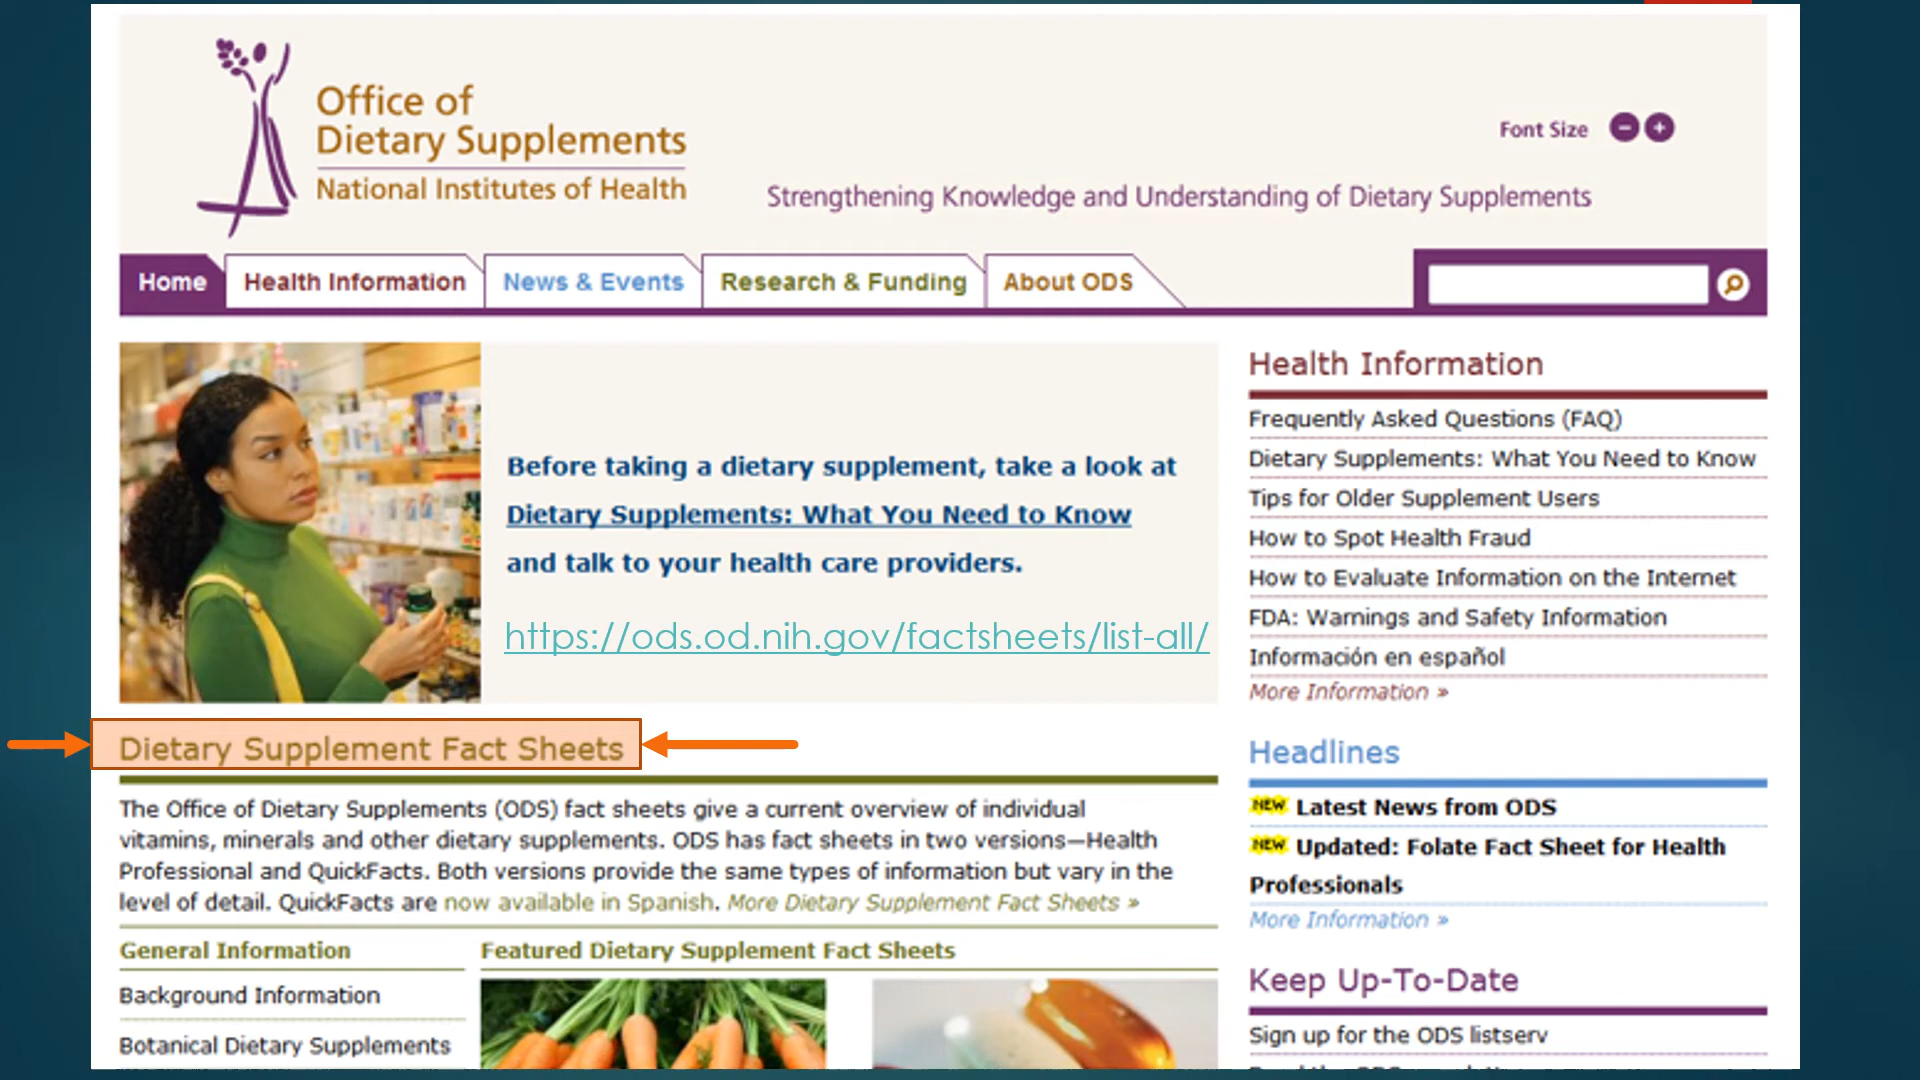 Office of
Dietary Supplements
National Institutes of Health
Font Size
Strengthening Knowledge and Understanding of Dietary Supplements
Home
Health Information
News & Events
Research & Funding
About ODS
Before taking a dietary supplement, take a look at
Dietary Supplements: What You Need to Know
and talk to your health care providers.
https://ods.od.nih.gov/factsheets/list-all/
Dietary Supplement Fact Sheets
The Office of Dietary Supplements (ODS) fact sheets give a current overview of individual
vitamins, minerals and other dietary supplements. ODS has fact sheets in two versions—Health
Professional and QuickFacts. Both versions provide the same types of information but vary in the
level of detail. QuickFacts are now available in Spanish. More Dietary Supplement Fact Sheets »
General Information
Background Information
Botanical Dietary Supplements
Featured Dietary Supplement Fact Sheets
Health Information
Frequently Asked Questions (FAQ)
Dietary Supplements: What You Need to Know
Tips for Older Supplement Users
How to Spot Health Fraud
How to Evaluate Information on the Internet
FDA: Warnings and Safety Information
Información en español
More Information »
Headlines
NEW Latest News from ODS
NEW Updated: Folate Fact Sheet for Health
Professionals
More Information »
Keep Up-To-Date
Sign up for the ODS listserv